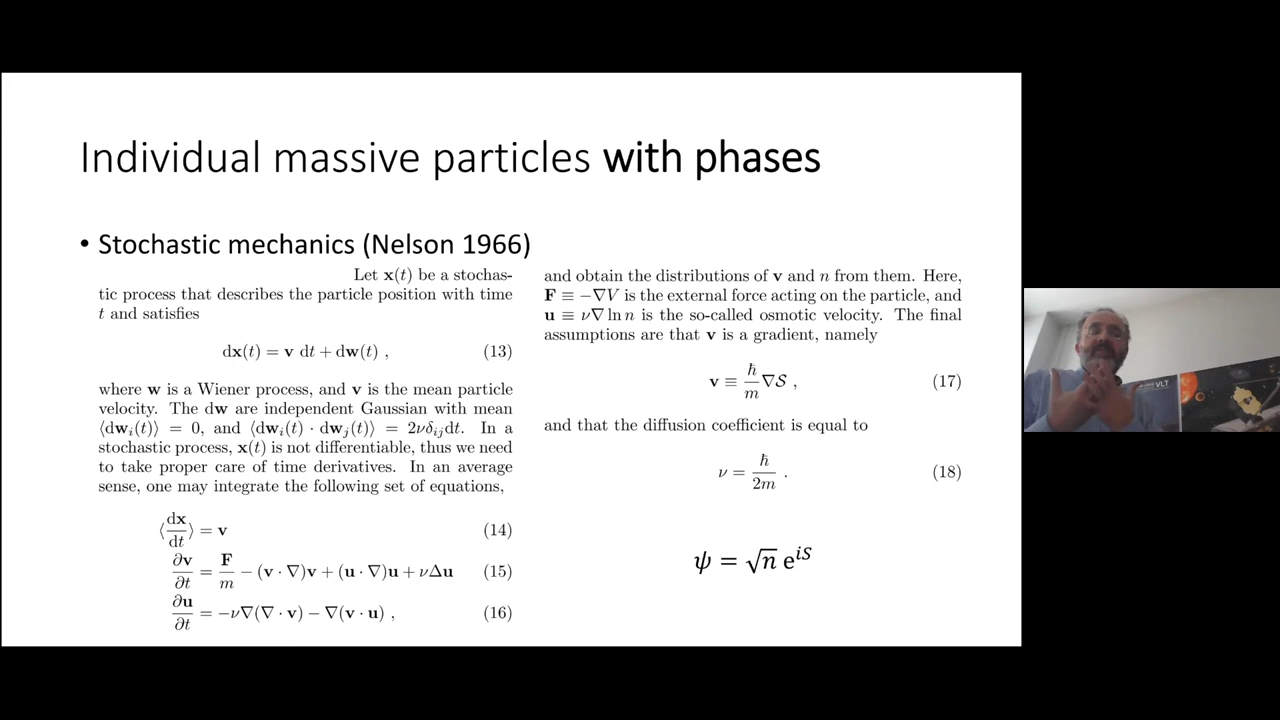 Individual massive particles with phases
• Stochastic mechanics (Nelson 1966)
Let x(t) be a stochas-
tic process that describes the particle position with time
t and satisfies
dx(t) = v dt + dw(t) , (13)
where w is a Wiener process, and v is the mean particle
velocity. The dw are independent Gaussian with mean
⟨dwᵢ(t)⟩ = 0, and ⟨dwᵢ(t) · dwⱼ(t)⟩ = 2νδᵢⱼdt. In a
stochastic process, x(t) is not differentiable, thus we need
to take proper care of time derivatives. In an average
sense, one may integrate the following set of equations,
⟨dx/dt⟩ = v (14)
∂v/∂t = F/m − (v · ∇)v + (u · ∇)u + νΔu (15)
∂u/∂t = −ν∇(∇ · v) − ∇(v · u) , (16)
and obtain the distributions of v and n from them. Here,
F ≡ −∇V is the external force acting on the particle, and
u ≡ ν∇ ln n is the so-called osmotic velocity. The final
assumptions are that v is a gradient, namely
v ≡ ℏ/m ∇𝒮 , (17)
and that the diffusion coefficient is equal to
ν = ℏ/2m . (18)
ψ = √n e^{iS}
VLT